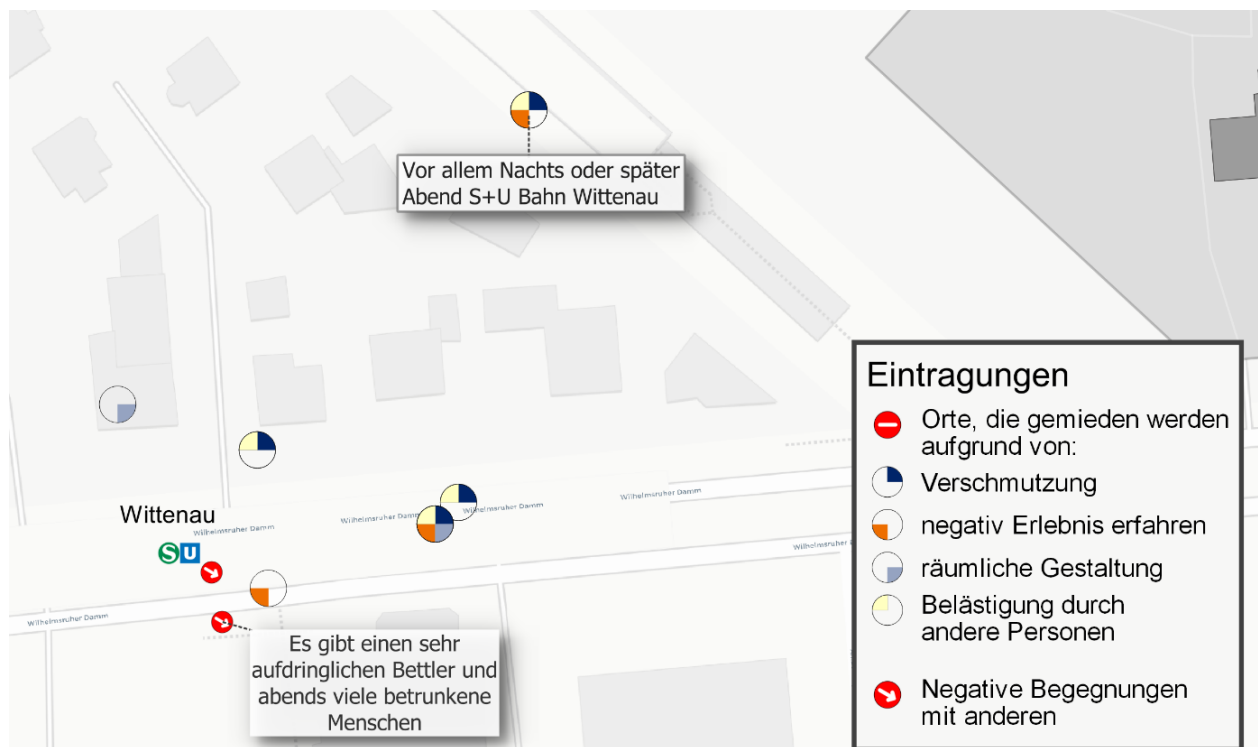 Vor allem Nachts oder später
Abend S+U Bahn Wittenau
Wittenau
S U
Wilhelmsruher Damm
Wilhelmsruher Damm
Wilhelmsruher Damm
Wilhelmsruher Damm
Wilhelmsruher
Wilhelmsruher Damm
Es gibt einen sehr
aufdringlichen Bettler und
abends viele betrunkene
Menschen
Eintragungen
Orte, die gemieden werden
aufgrund von:
Verschmutzung
negativ Erlebnis erfahren
räumliche Gestaltung
Belästigung durch
andere Personen
Negative Begegnungen
mit anderen